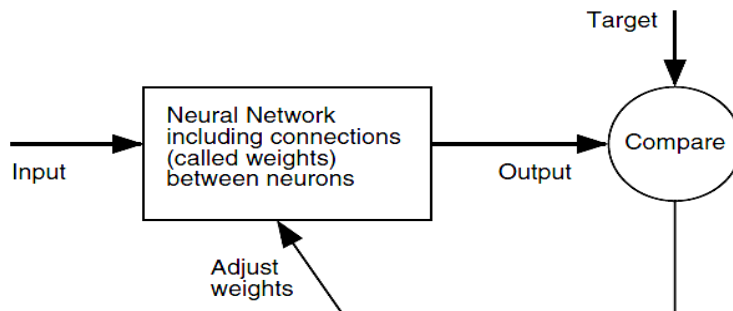 Target
Neural Network
including connections
(called weights)
between neurons
Compare
Input
Output
Adjust
weights